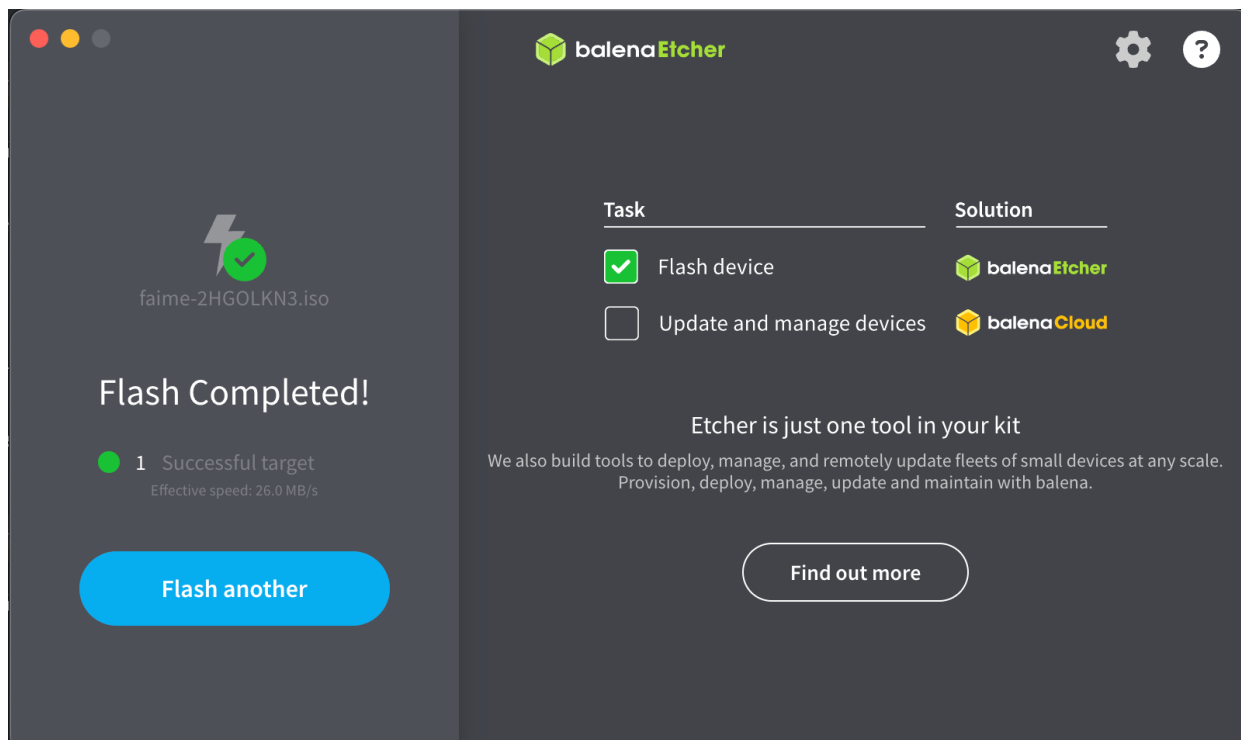 balenaEtcher
?
faime-2HGOLKN3.iso
Flash Completed!
1 Successful target
Effective speed: 26.0 MB/s
Flash another
Task Solution
Flash device balenaEtcher
Update and manage devices balenaCloud
Etcher is just one tool in your kit
We also build tools to deploy, manage, and remotely update fleets of small devices at any scale.
Provision, deploy, manage, update and maintain with balena.
Find out more